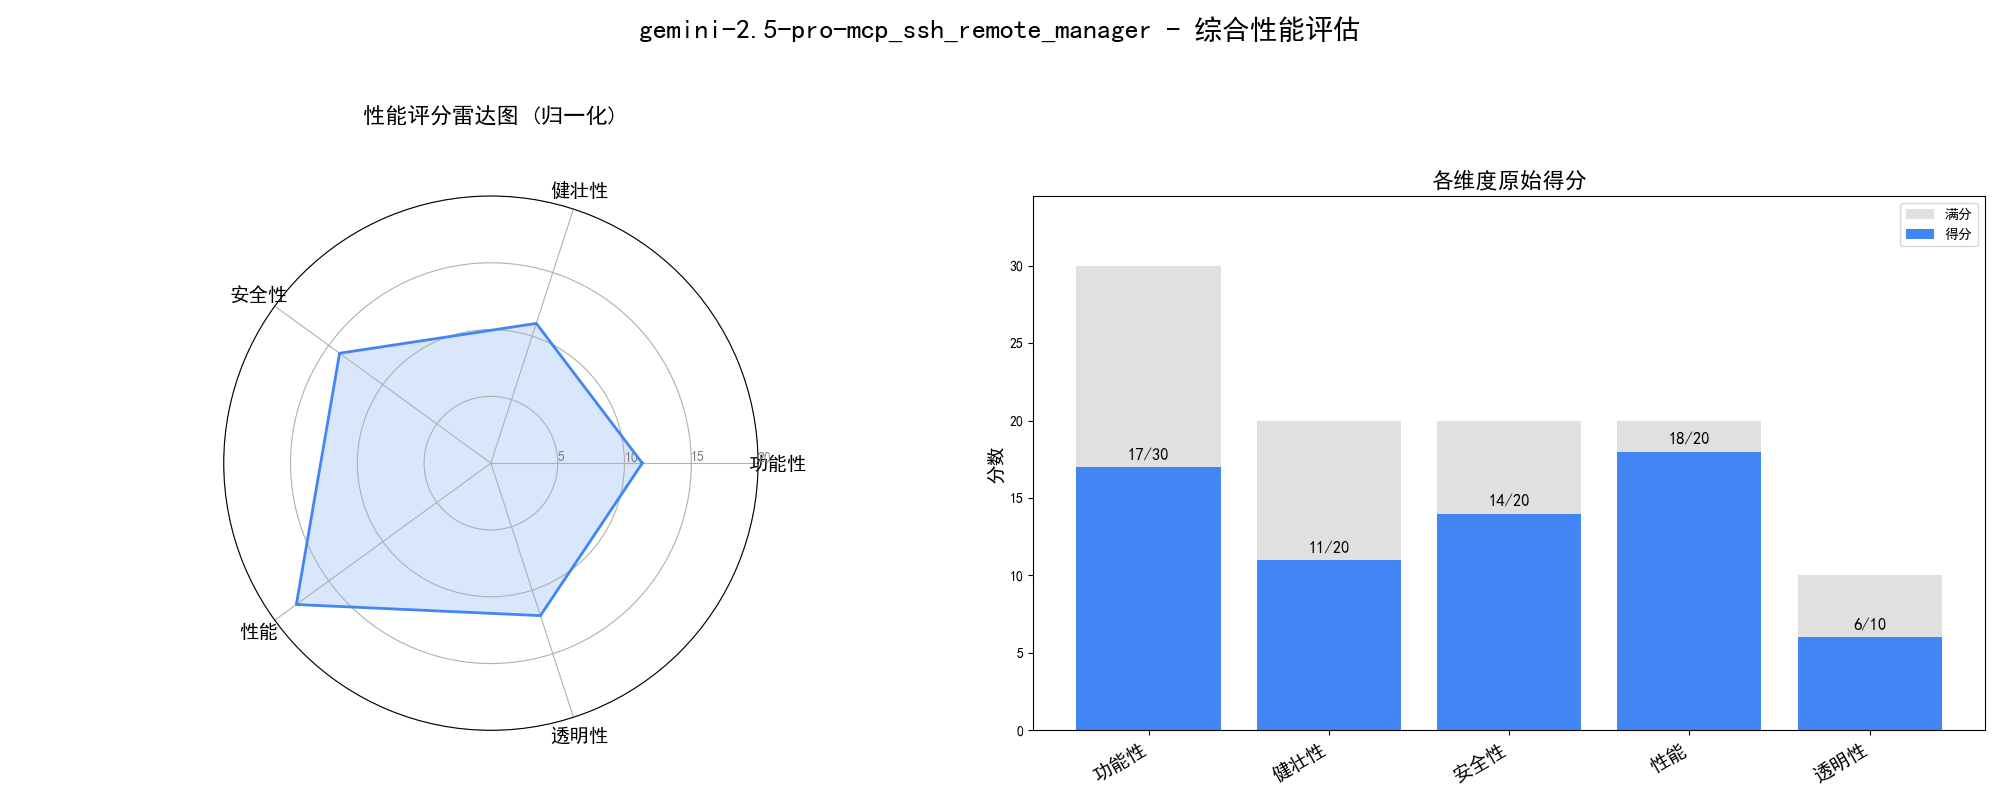 gemini-2.5-pro-mcp_ssh_remote_manager - 综合性能评估
性能评分雷达图 (归一化)
健壮性
安全性
功能性
性能
透明性
5
10
15
20
各维度原始得分
满分
得分
分数
30
25
20
15
10
5
0
17/30
11/20
14/20
18/20
6/10
功能性
健壮性
安全性
性能
透明性